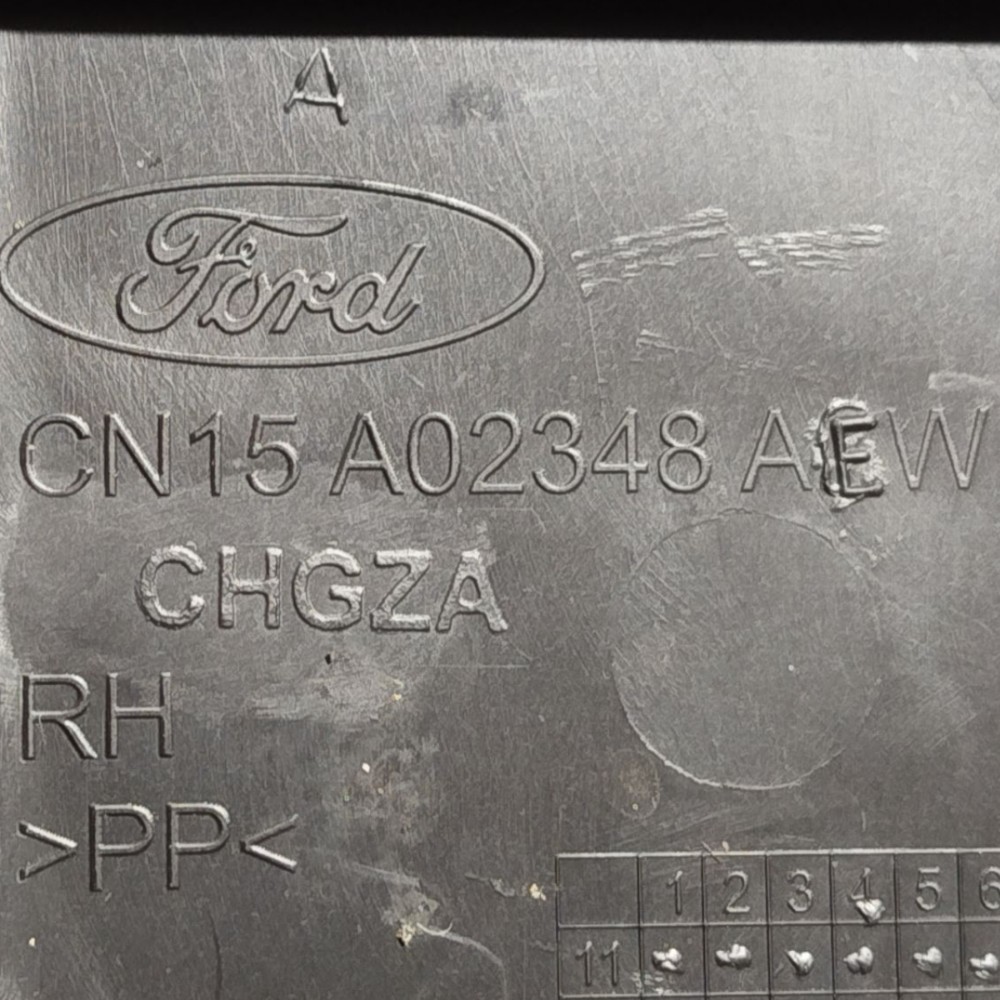 A
Ford
CN15 A02348 AEW
CHGZA
RH
>PP<
1 2 3 4 5 6
11